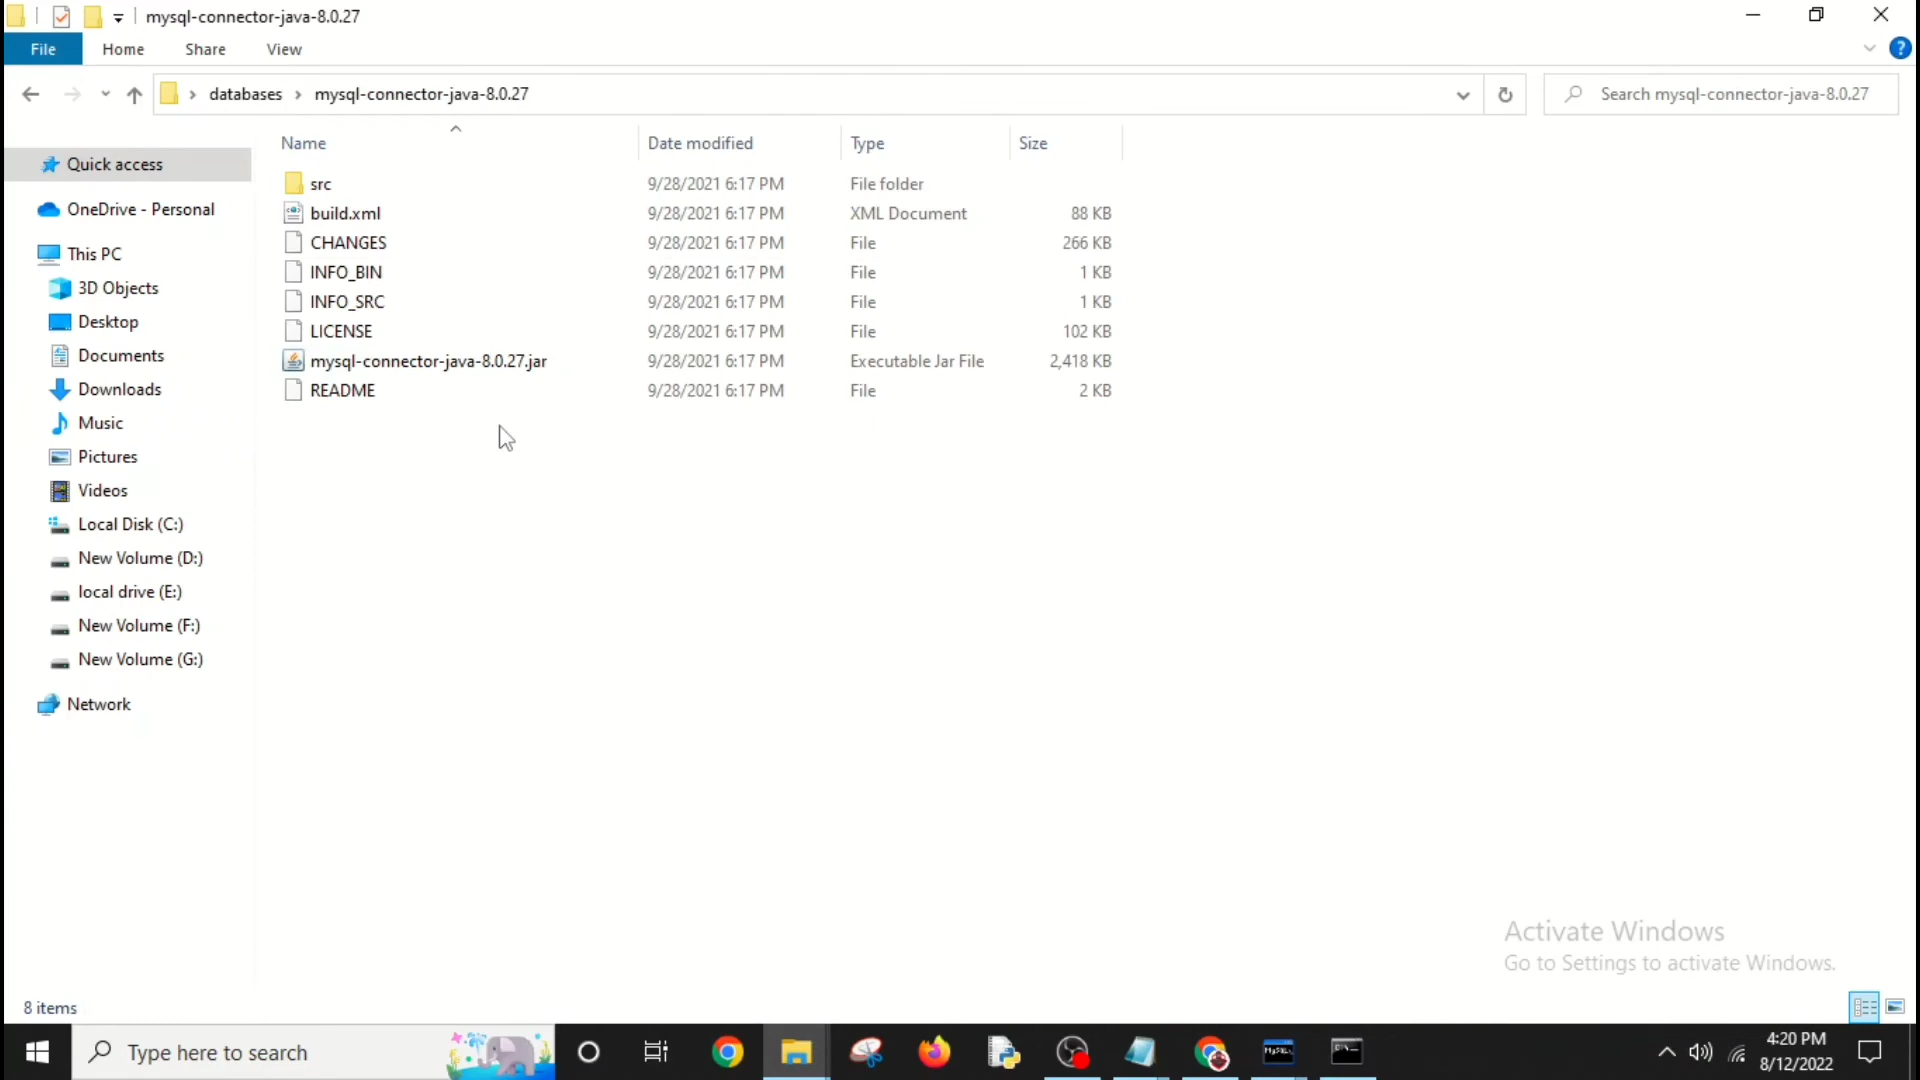 mysql-connector-java-8.0.27
File Home Share View
databases mysql-connector-java-8.0.27
Search mysql-connector-java-8.0.27
Name Date modified Type Size
src 9/28/2021 6:17 PM File folder
build.xml 9/28/2021 6:17 PM XML Document 88 KB
CHANGES 9/28/2021 6:17 PM File 266 KB
INFO_BIN 9/28/2021 6:17 PM File 1 KB
INFO_SRC 9/28/2021 6:17 PM File 1 KB
LICENSE 9/28/2021 6:17 PM File 102 KB
mysql-connector-java-8.0.27.jar 9/28/2021 6:17 PM Executable Jar File 2,418 KB
README 9/28/2021 6:17 PM File 2 KB
Quick access
OneDrive - Personal
This PC
3D Objects
Desktop
Documents
Downloads
Music
Pictures
Videos
Local Disk (C:)
New Volume (D:)
local drive (E:)
New Volume (F:)
New Volume (G:)
Network
Activate Windows
Go to Settings to activate Windows.
8 items
Type here to search
4:20 PM
8/12/2022